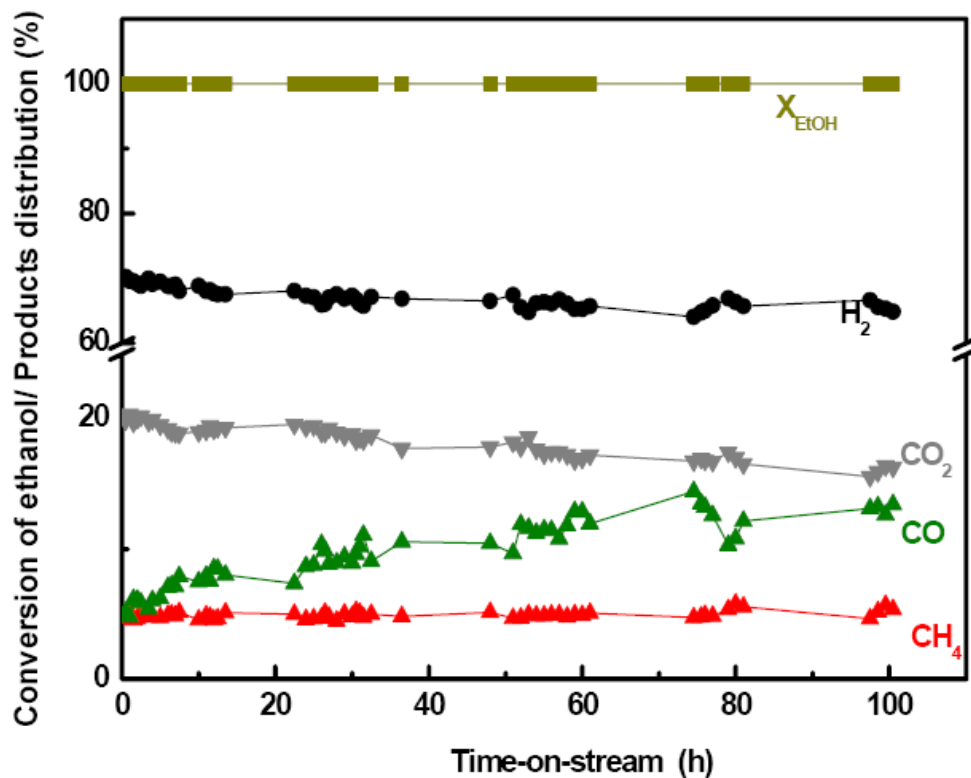 Conversion of ethanol/ Products distribution (%)
100
80
60
20
0
X_EtOH
H₂
CO₂
CO
CH₄
0 20 40 60 80 100
Time-on-stream (h)